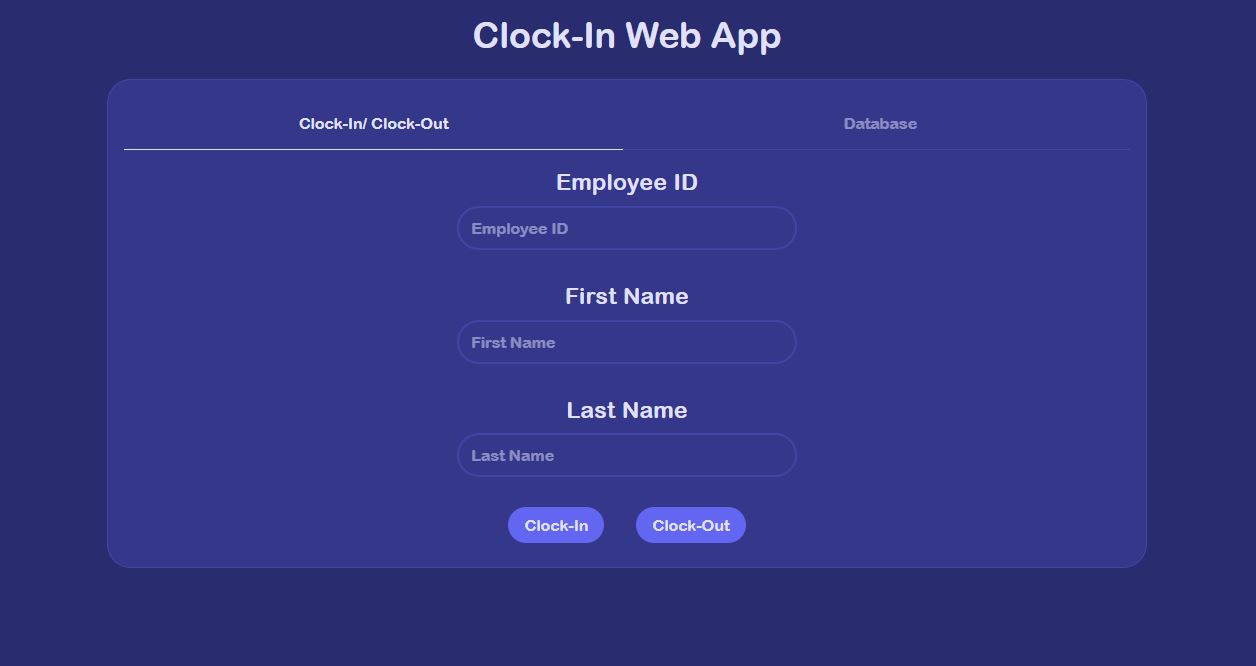 Clock-In Web App
Clock-In/ Clock-Out Database
Employee ID
Employee ID
First Name
First Name
Last Name
Last Name
Clock-In Clock-Out